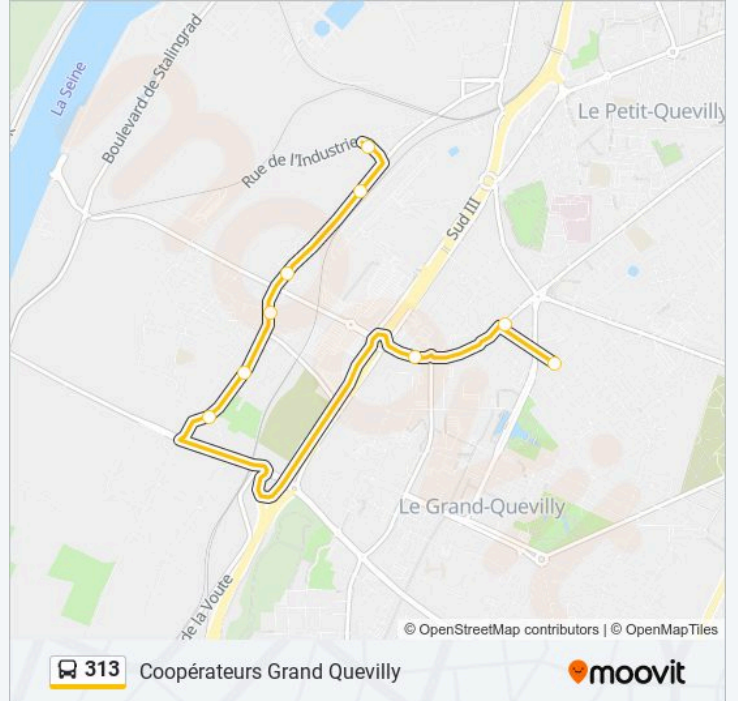 La Seine
Boulevard de Stalingrad
Le Petit-Quevilly
Rue de l'Industrie
Sud III
Le Grand-Quevilly
de la Voute
© OpenStreetMap contributors | © OpenMapTiles
313 Coopérateurs Grand Quevilly
moovit